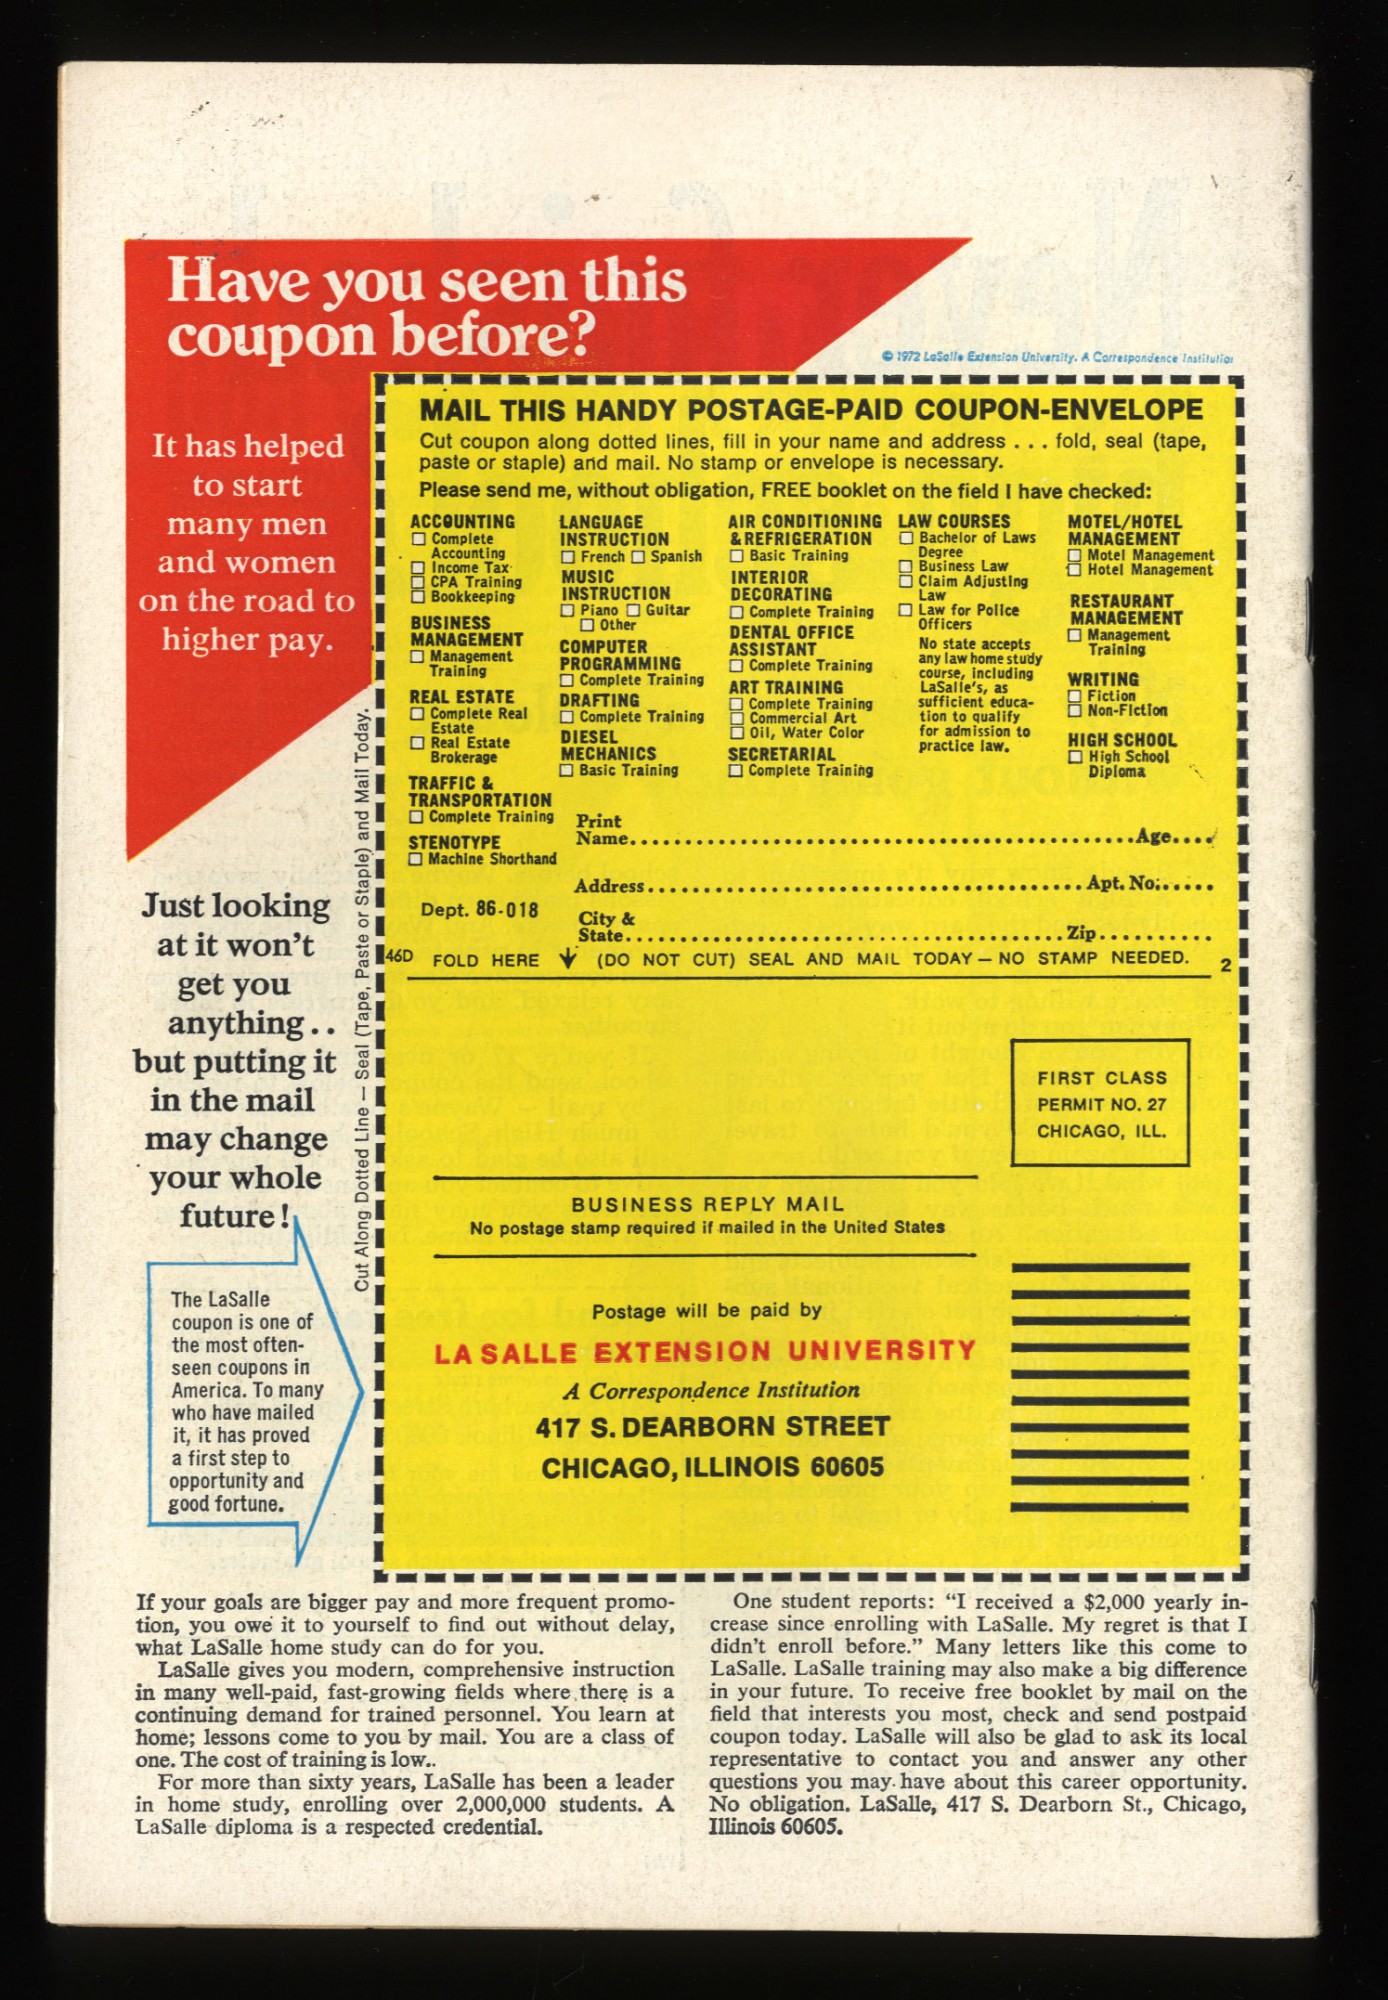 Have you seen this
coupon before?
© 1972 LaSalle Extension University. A Correspondence Institution
It has helped
to start
many men
and women
on the road to
higher pay.
Just looking
at it won't
get you
anything..
but putting it
in the mail
may change
your whole
future!
The LaSalle
coupon is one of
the most often-
seen coupons in
America. To many
who have mailed
it, it has proved
a first step to
opportunity and
good fortune.
Cut Along Dotted Line — Seal (Tape, Paste or Staple) and Mail Today.
MAIL THIS HANDY POSTAGE-PAID COUPON-ENVELOPE
Cut coupon along dotted lines, fill in your name and address . . . fold, seal (tape,
paste or staple) and mail. No stamp or envelope is necessary.
Please send me, without obligation, FREE booklet on the field I have checked:
ACCOUNTING
Complete
Accounting
Income Tax
CPA Training
Bookkeeping
BUSINESS
MANAGEMENT
Management
Training
REAL ESTATE
Complete Real
Estate
Real Estate
Brokerage
TRAFFIC &
TRANSPORTATION
Complete Training
STENOTYPE
Machine Shorthand
LANGUAGE
INSTRUCTION
French Spanish
MUSIC
INSTRUCTION
Piano Guitar
Other
COMPUTER
PROGRAMMING
Complete Training
DRAFTING
Complete Training
DIESEL
MECHANICS
Basic Training
AIR CONDITIONING
& REFRIGERATION
Basic Training
INTERIOR
DECORATING
Complete Training
DENTAL OFFICE
ASSISTANT
Complete Training
ART TRAINING
Complete Training
Commercial Art
Oil, Water Color
SECRETARIAL
Complete Training
LAW COURSES
Bachelor of Laws
Degree
Business Law
Claim Adjusting
Law
Law for Police
Officers
No state accepts
any law home study
course, including
LaSalle's, as
sufficient educa-
tion to qualify
for admission to
practice law.
MOTEL/HOTEL
MANAGEMENT
Motel Management
Hotel Management
RESTAURANT
MANAGEMENT
Management
Training
WRITING
Fiction
Non-Fiction
HIGH SCHOOL
High School
Diploma
Print
Name Age
Address Apt. No.
Dept. 86-018
City &
State Zip
46D FOLD HERE ↓ (DO NOT CUT) SEAL AND MAIL TODAY — NO STAMP NEEDED. 2
FIRST CLASS
PERMIT NO. 27
CHICAGO, ILL.
BUSINESS REPLY MAIL
No postage stamp required if mailed in the United States
Postage will be paid by
LA SALLE EXTENSION UNIVERSITY
A Correspondence Institution
417 S. DEARBORN STREET
CHICAGO, ILLINOIS 60605
If your goals are bigger pay and more frequent promo-
tion, you owe it to yourself to find out without delay,
what LaSalle home study can do for you.
LaSalle gives you modern, comprehensive instruction
in many well-paid, fast-growing fields where there is a
continuing demand for trained personnel. You learn at
home; lessons come to you by mail. You are a class of
one. The cost of training is low..
For more than sixty years, LaSalle has been a leader
in home study, enrolling over 2,000,000 students. A
LaSalle diploma is a respected credential.
One student reports: "I received a $2,000 yearly in-
crease since enrolling with LaSalle. My regret is that I
didn't enroll before." Many letters like this come to
LaSalle. LaSalle training may also make a big difference
in your future. To receive free booklet by mail on the
field that interests you most, check and send postpaid
coupon today. LaSalle will also be glad to ask its local
representative to contact you and answer any other
questions you may have about this career opportunity.
No obligation. LaSalle, 417 S. Dearborn St., Chicago,
Illinois 60605.